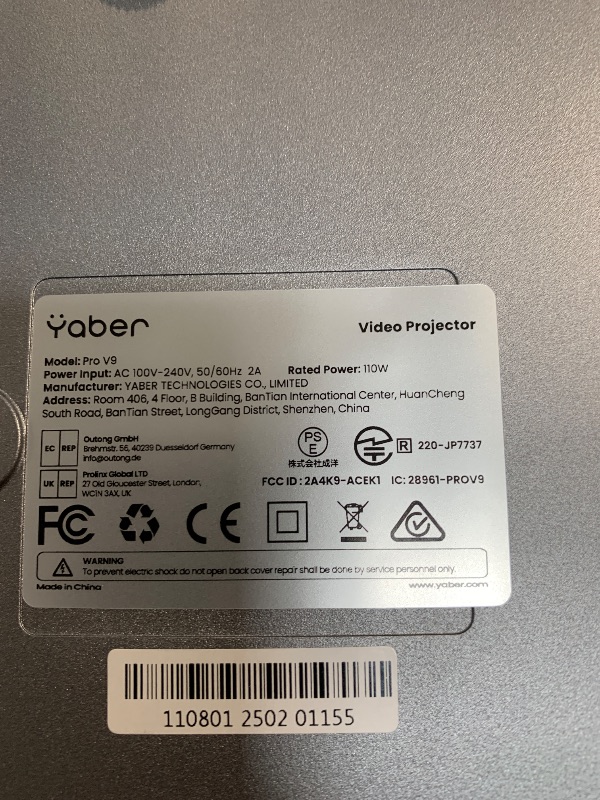 Yaber
Video Projector
Model: Pro V9
Power Input: AC 100V-240V, 50/60Hz 2A Rated Power: 110W
Manufacturer: YABER TECHNOLOGIES CO., LIMITED
Address: Room 406, 4 Floor, B Building, BanTian International Center, HuanCheng
South Road, BanTian Street, LongGang District, Shenzhen, China
EC REP
Outong GmbH
Brehmstr. 56, 40239 Duesseldorf Germany
info@outong.de
PS
E
株式会社成洋
R 220-JP7737
UK REP
Prolinx Global LTD
27 Old Gloucester Street, London,
WC1N 3AX, UK
FCC ID : 2A4K9-ACEK1 IC: 28961-PROV9
FC CE
WARNING
To prevent electric shock do not open back cover repair shall be done by service personnel only.
Made in China
www.yaber.com
110801 2502 01155